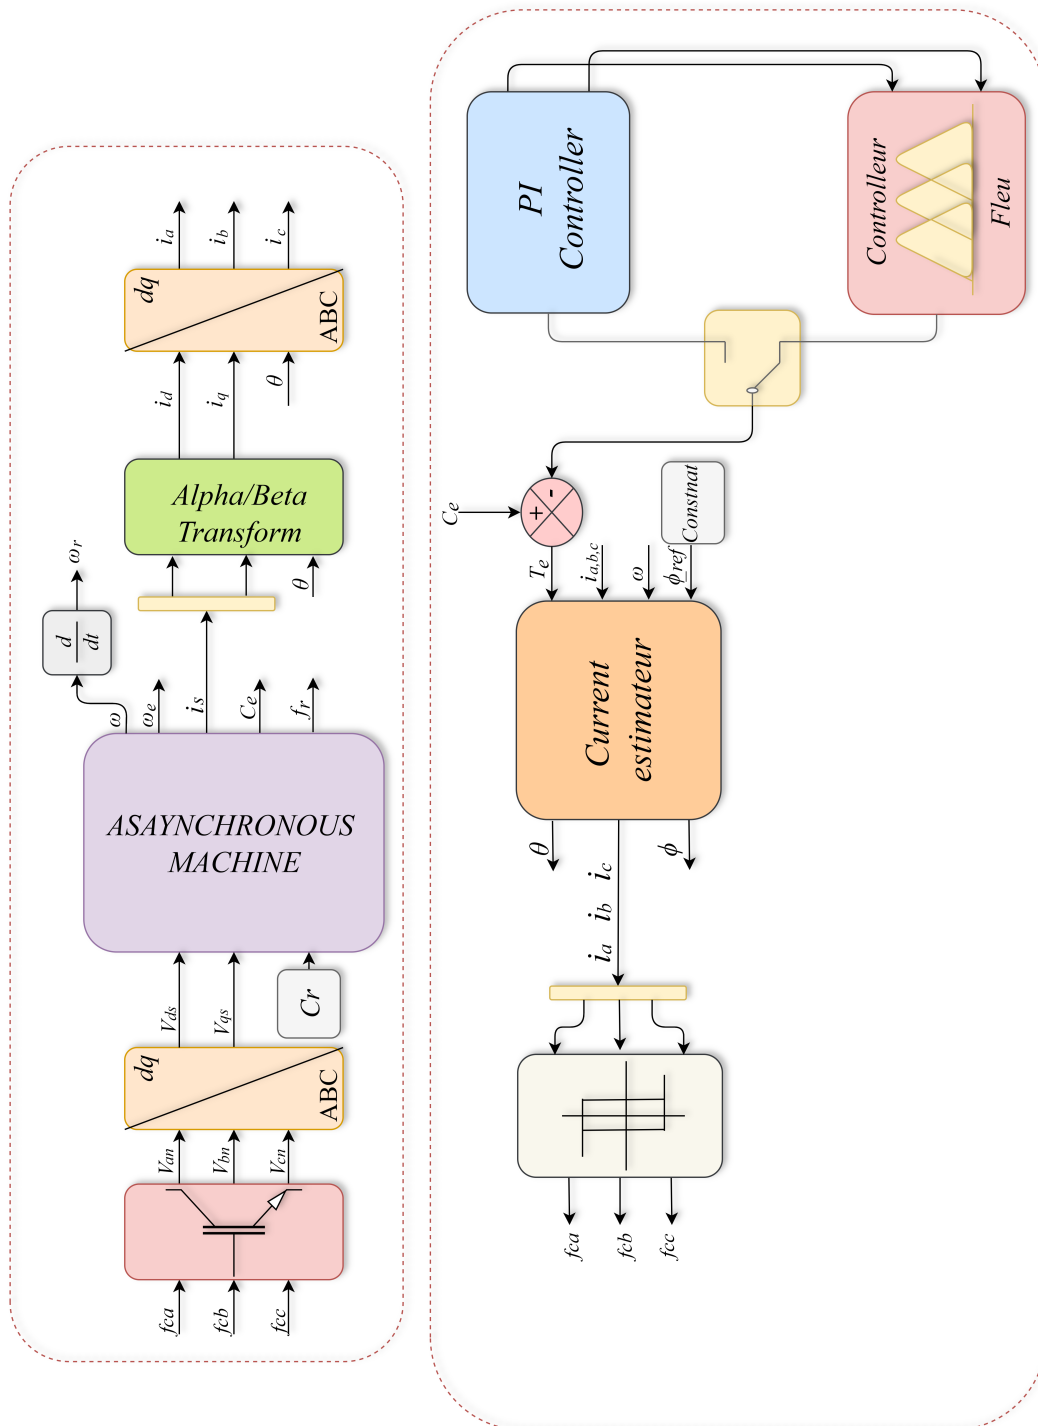 fca
fcb
fcc
Van
Vbn
Vcn
dq
ABC
Vds
Vqs
Cr
ASAYNCHRONOUS
MACHINE
ω
ωe
is
Ce
fr
d
dt
ωr
θ
Alpha/Beta
Transform
id
iq
θ
dq
ABC
ia
ib
ic
PI
Controller
Controlleur
Fleu
Ce
+
-
Te
ia,b,c
ω
ϕ_ref
Constnat
Current
estimateur
θ
ϕ
ia ib ic
fca
fcb
fcc